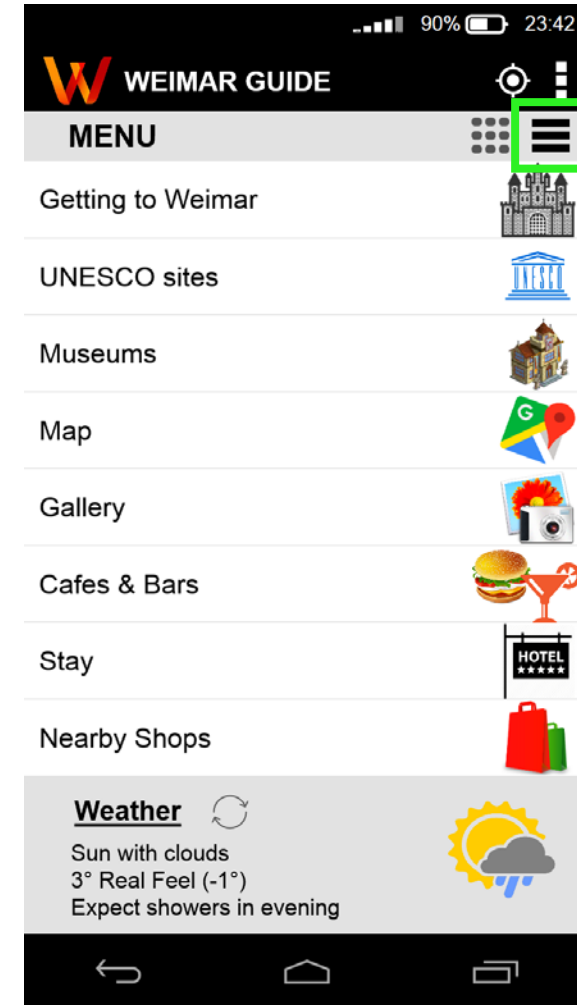 90% 23:42
WEIMAR GUIDE
MENU
Getting to Weimar
UNESCO sites
UNESCO
Museums
Map
G
Gallery
Cafes & Bars
Stay
HOTEL
Nearby Shops
Weather
Sun with clouds
3° Real Feel (-1°)
Expect showers in evening